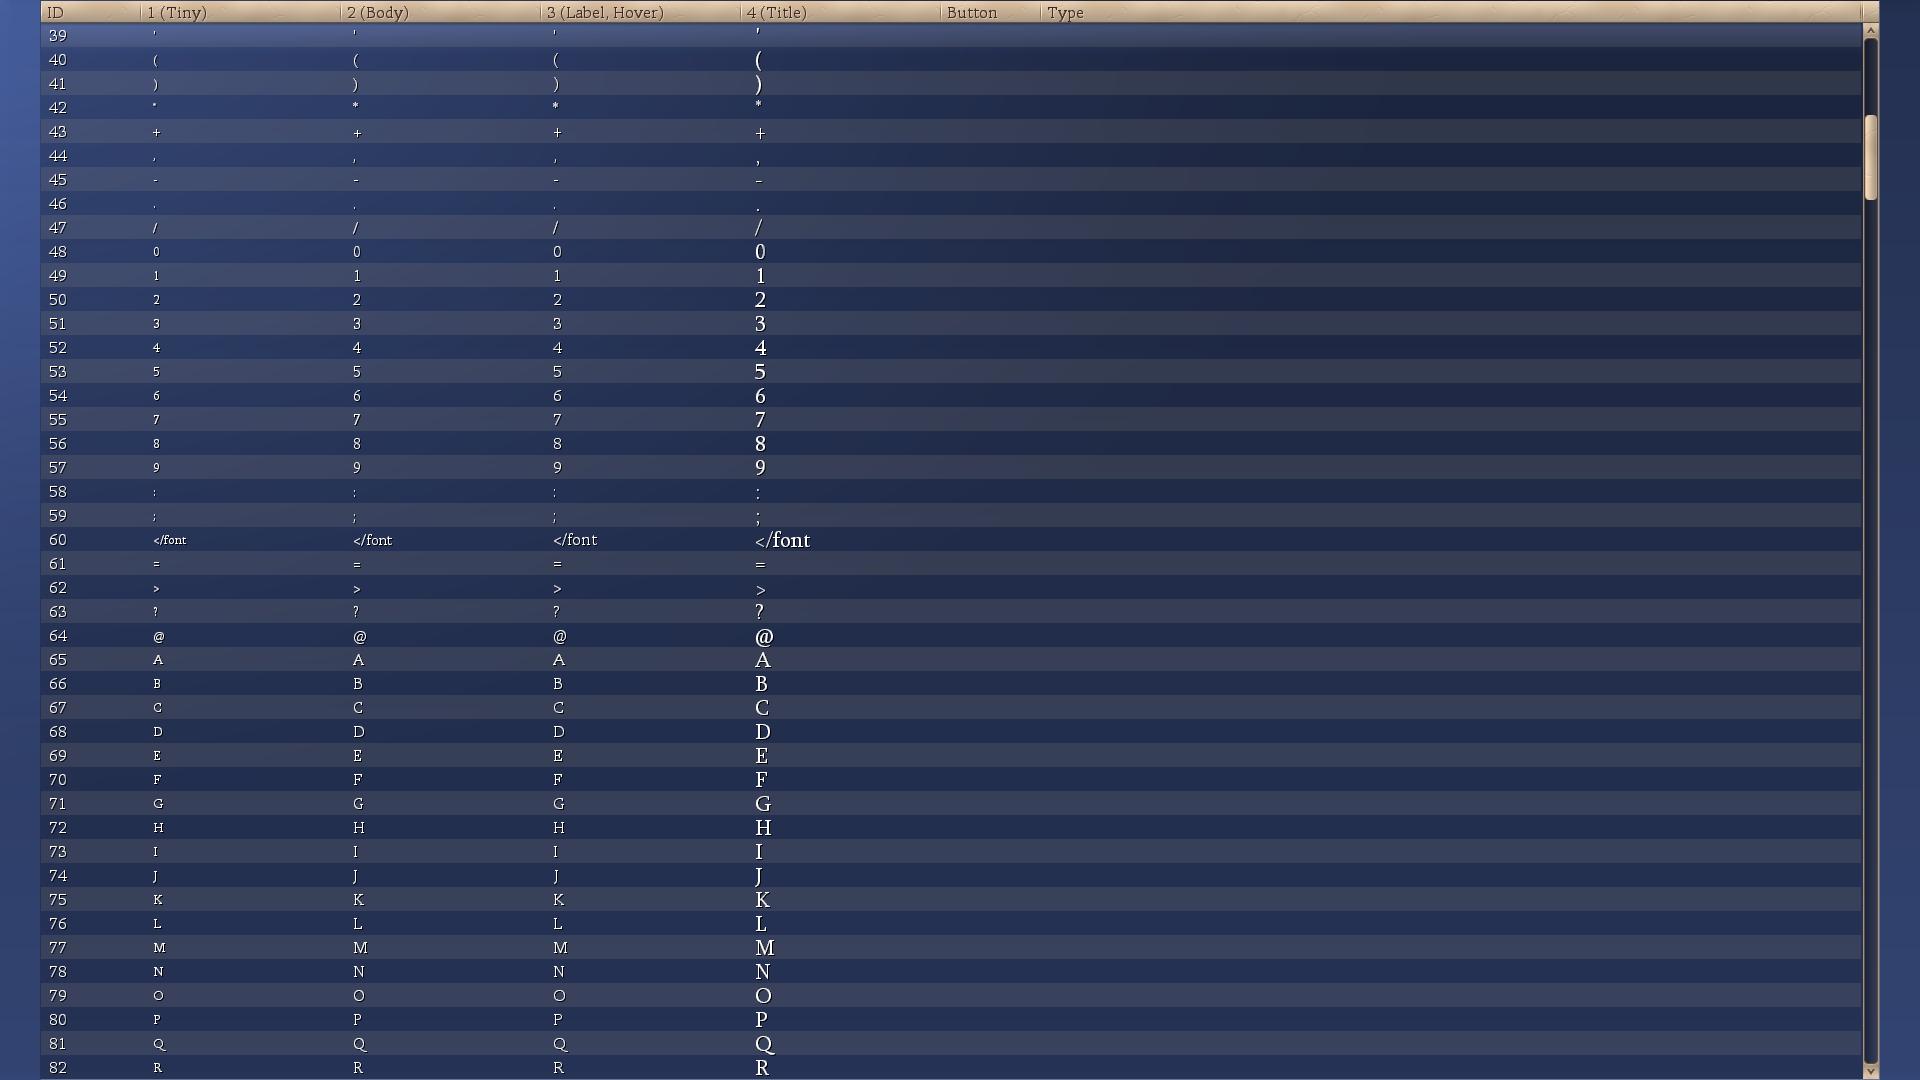 ID 1 (Tiny) 2 (Body) 3 (Label, Hover) 4 (Title) Button Type
39 ' ' ' '
40 ( ( ( (
41 ) ) ) )
42 * * * *
43 + + + +
44 , , , ,
45 - - - -
46 . . . .
47 / / / /
48 0 0 0 0
49 1 1 1 1
50 2 2 2 2
51 3 3 3 3
52 4 4 4 4
53 5 5 5 5
54 6 6 6 6
55 7 7 7 7
56 8 8 8 8
57 9 9 9 9
58 : : : :
59 ; ; ; ;
60 </font </font </font </font
61 = = = =
62 > > > >
63 ? ? ? ?
64 @ @ @ @
65 A A A A
66 B B B B
67 C C C C
68 D D D D
69 E E E E
70 F F F F
71 G G G G
72 H H H H
73 I I I I
74 J J J J
75 K K K K
76 L L L L
77 M M M M
78 N N N N
79 O O O O
80 P P P P
81 Q Q Q Q
82 R R R R